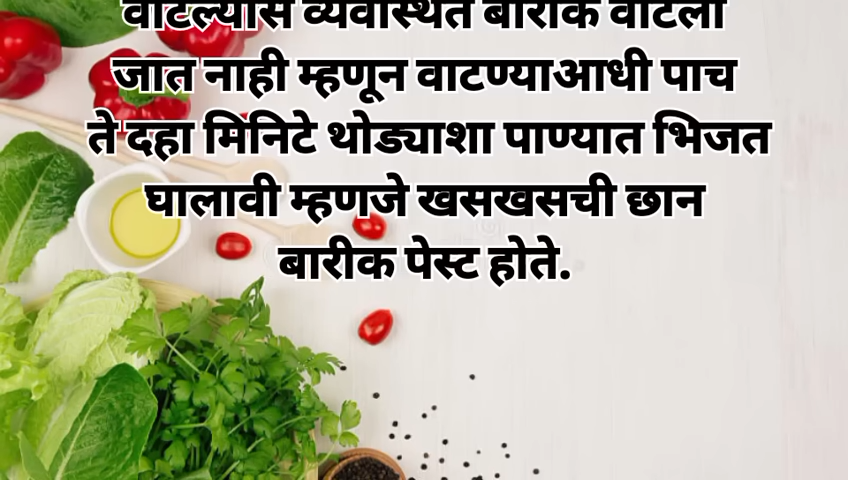 वाटल्यास व्यवस्थित बारीक वाटली
जात नाही म्हणून वाटण्याआधी पाच
ते दहा मिनिटे थोड्याशा पाण्यात भिजत
घालावी म्हणजे खसखसची छान
बारीक पेस्ट होते.